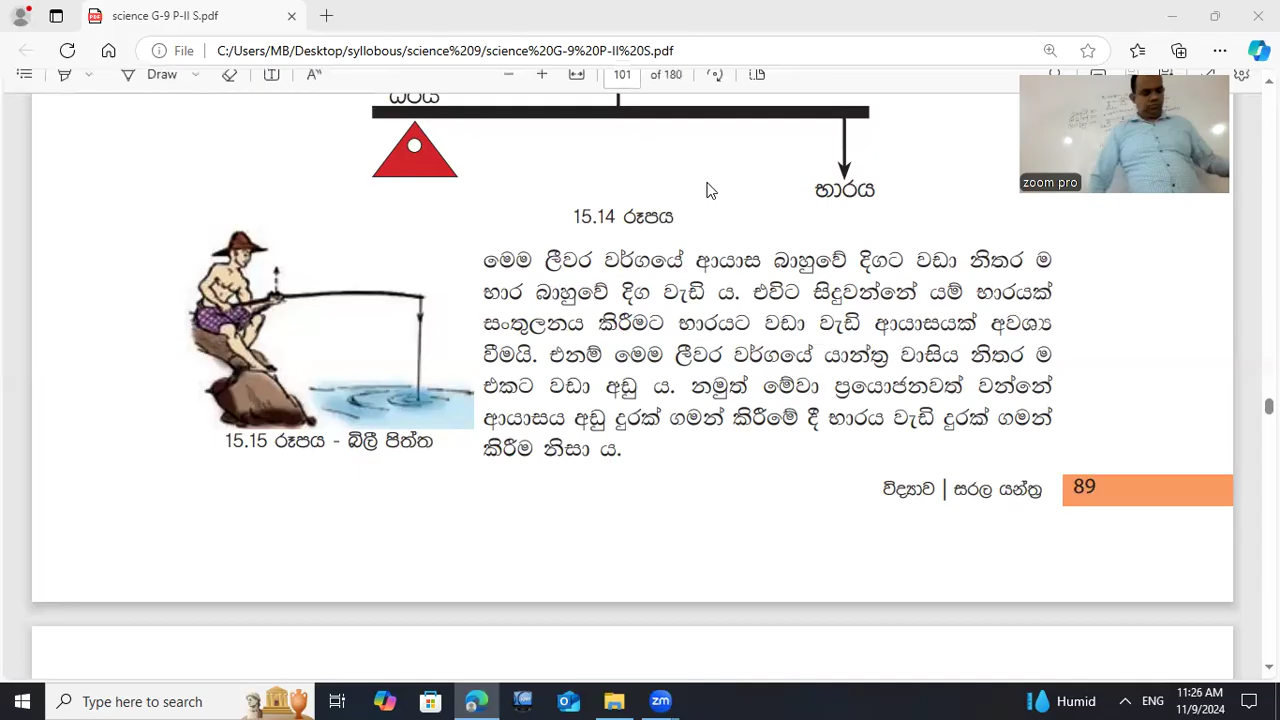 science G-9 P-II S.pdf
File
C:/Users/MB/Desktop/syllobous/science%209/science%20G-9%20P-II%20S.pdf
Draw
101 of 180
භාරය
zoom pro
15.14 රූපය
මෙම ලීවර වර්ගයේ ආයාස බාහුවේ දිගට වඩා නිතර ම
භාර බාහුවේ දිග වැඩි ය. එවිට සිදුවන්නේ යම් භාරයක්
සංතුලනය කිරීමට භාරයට වඩා වැඩි ආයාසයක් අවශ්‍ය
වීමයි. එනම් මෙම ලීවර වර්ගයේ යාන්ත්‍ර වාසිය නිතර ම
එකට වඩා අඩු ය. නමුත් මේවා ප්‍රයොජනවත් වන්නේ
ආයාසය අඩු දුරක් ගමන් කිරීමේ දී භාරය වැඩි දුරක් ගමන්
කිරීම නිසා ය.
15.15 රූපය - බිලී පිත්ත
විද්‍යාව | සරල යන්ත්‍ර 89
Type here to search
zm
Humid
ENG
11:26 AM
11/9/2024